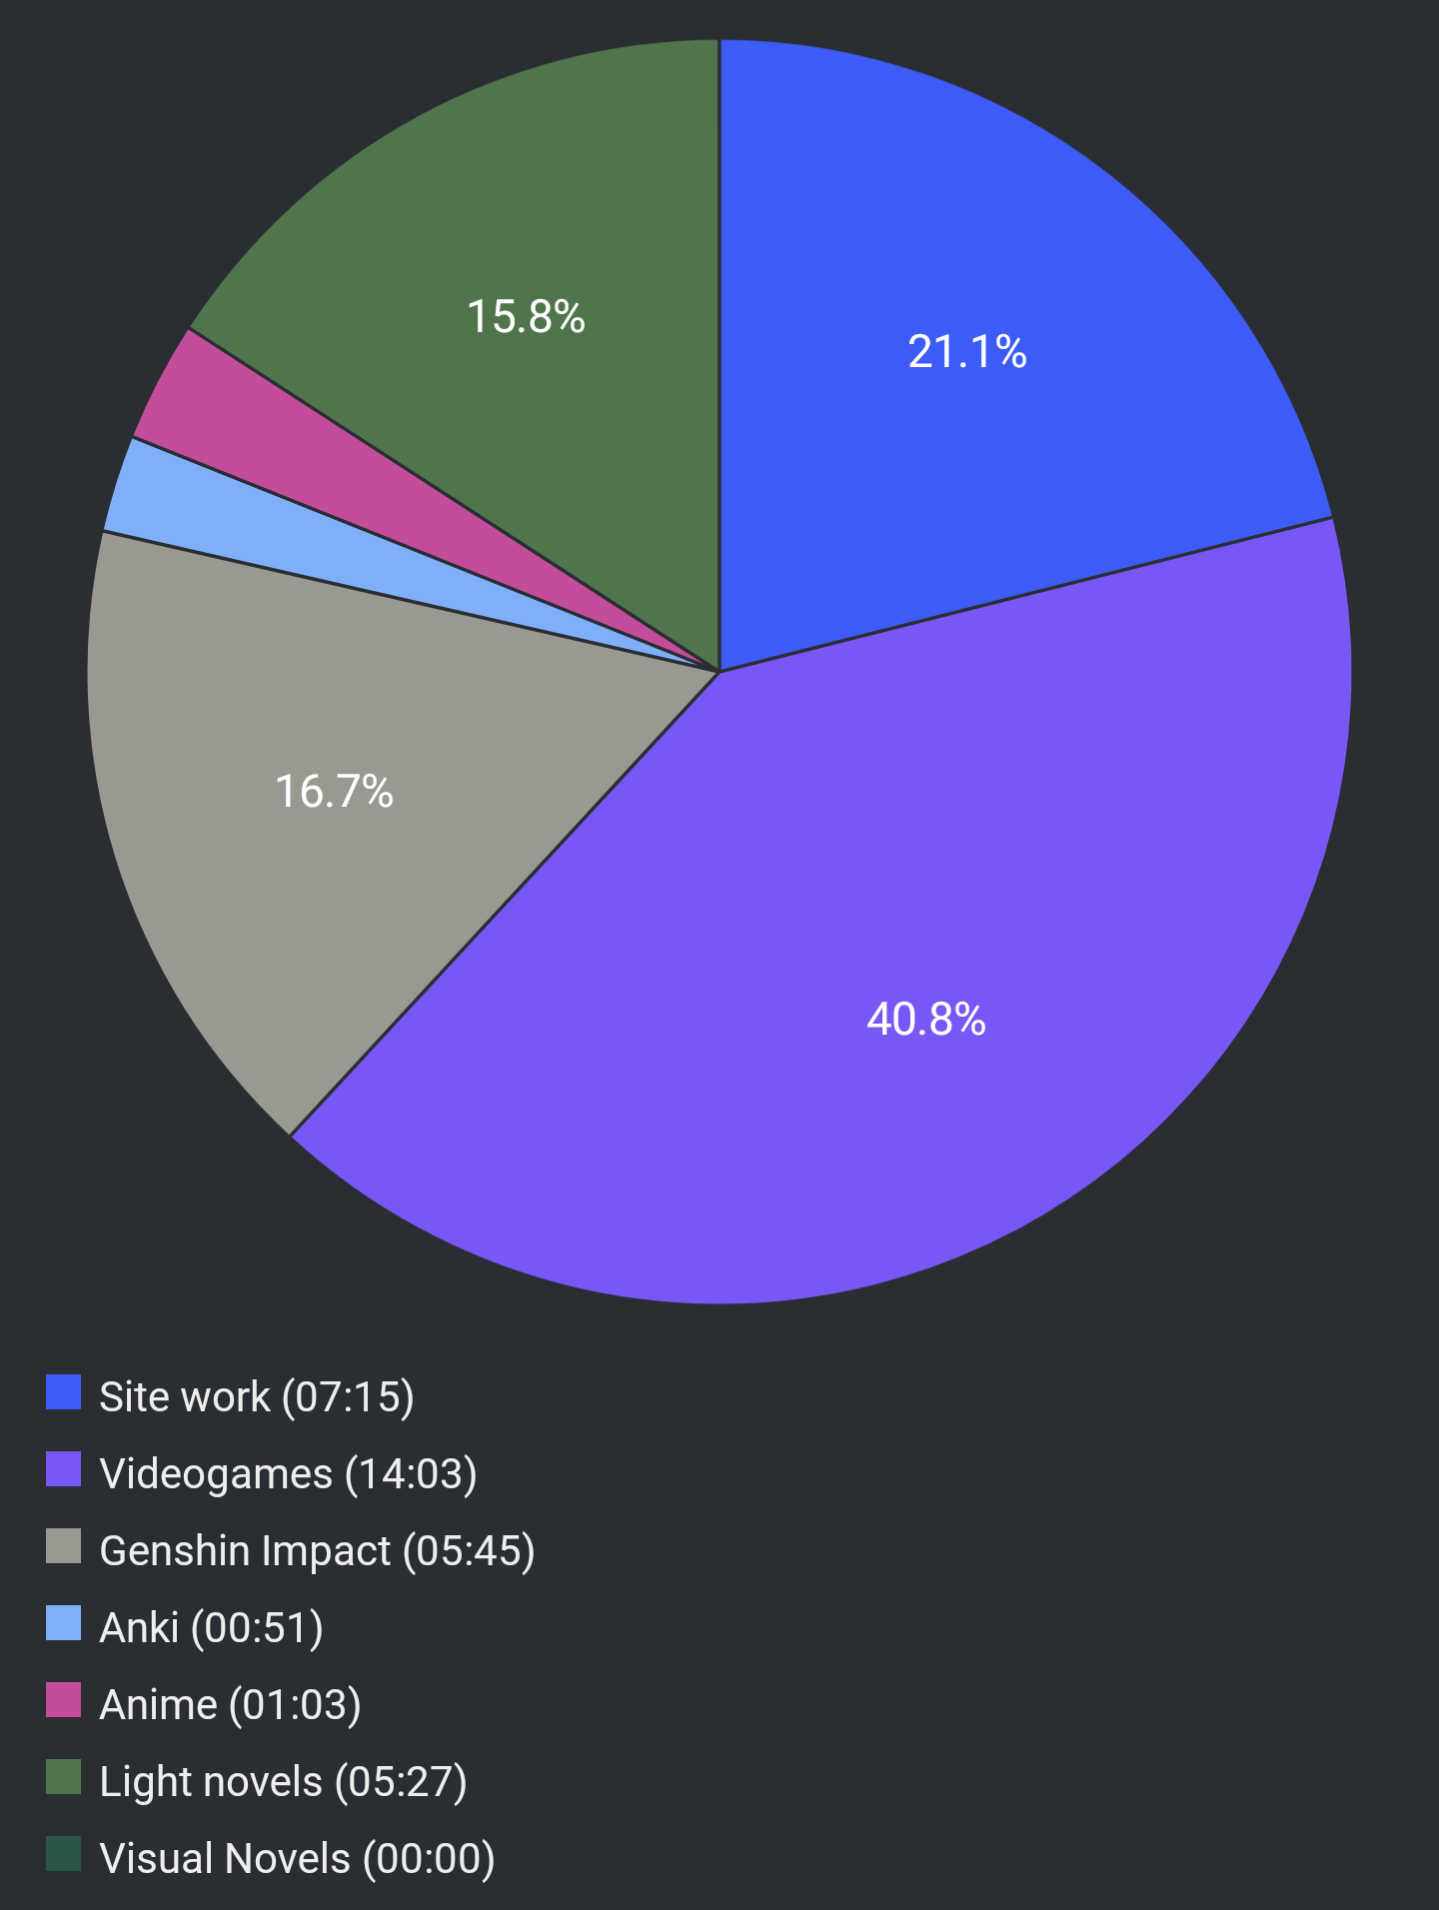 15.8%
21.1%
16.7%
40.8%
Site work (07:15)
Videogames (14:03)
Genshin Impact (05:45)
Anki (00:51)
Anime (01:03)
Light novels (05:27)
Visual Novels (00:00)